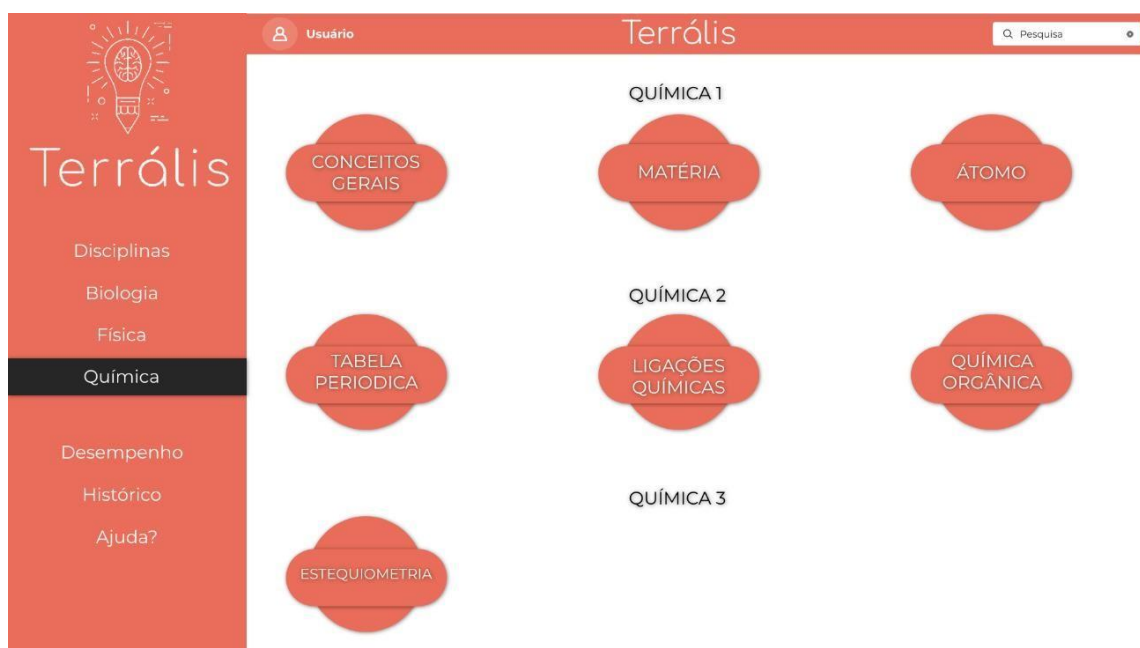 Terrális
Disciplinas
Biologia
Física
Química
Desempenho
Histórico
Ajuda?
Usuário
Terrális
Pesquisa
QUÍMICA 1
CONCEITOS
GERAIS
MATÉRIA
ÁTOMO
QUÍMICA 2
TABELA
PERIODICA
LIGAÇÕES
QUÍMICAS
QUÍMICA
ORGÂNICA
QUÍMICA 3
ESTEQUIOMETRIA